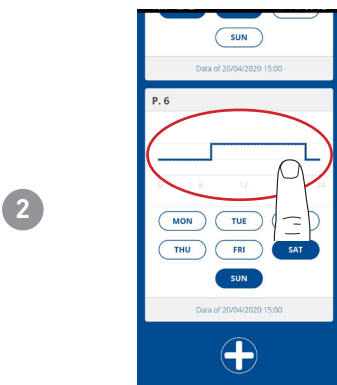 SUN
Data of 20/04/2020 15:00
P. 6
0 6 12 24
MON TUE
THU FRI SAT
SUN
Data of 20/04/2020 15:00
2